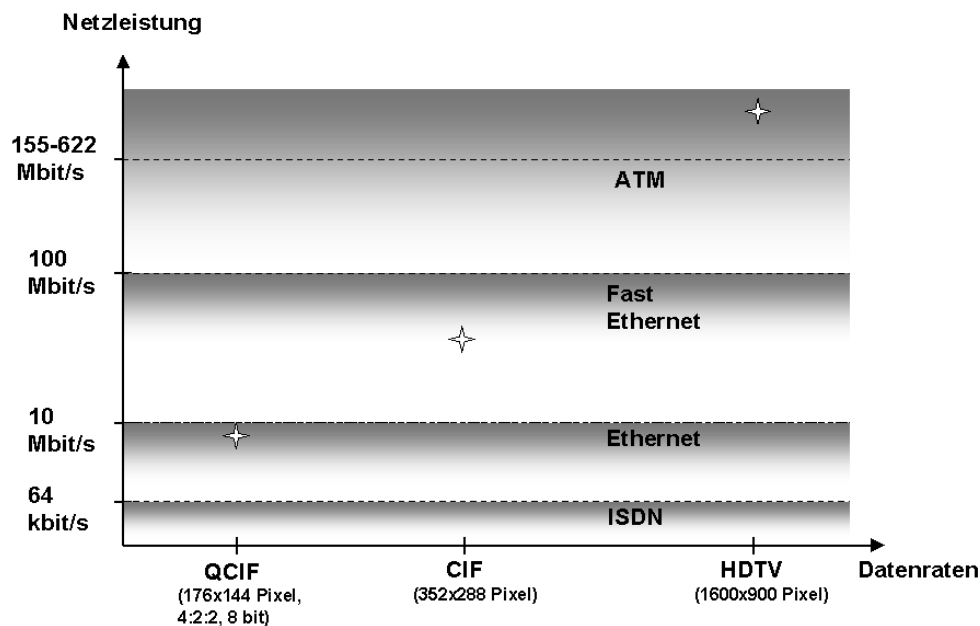 Netzleistung
155-622
Mbit/s
ATM
100
Mbit/s
Fast
Ethernet
10
Mbit/s
Ethernet
64
kbit/s
ISDN
QCIF
(176x144 Pixel,
4:2:2, 8 bit)
CIF
(352x288 Pixel)
HDTV
(1600x900 Pixel)
Datenraten